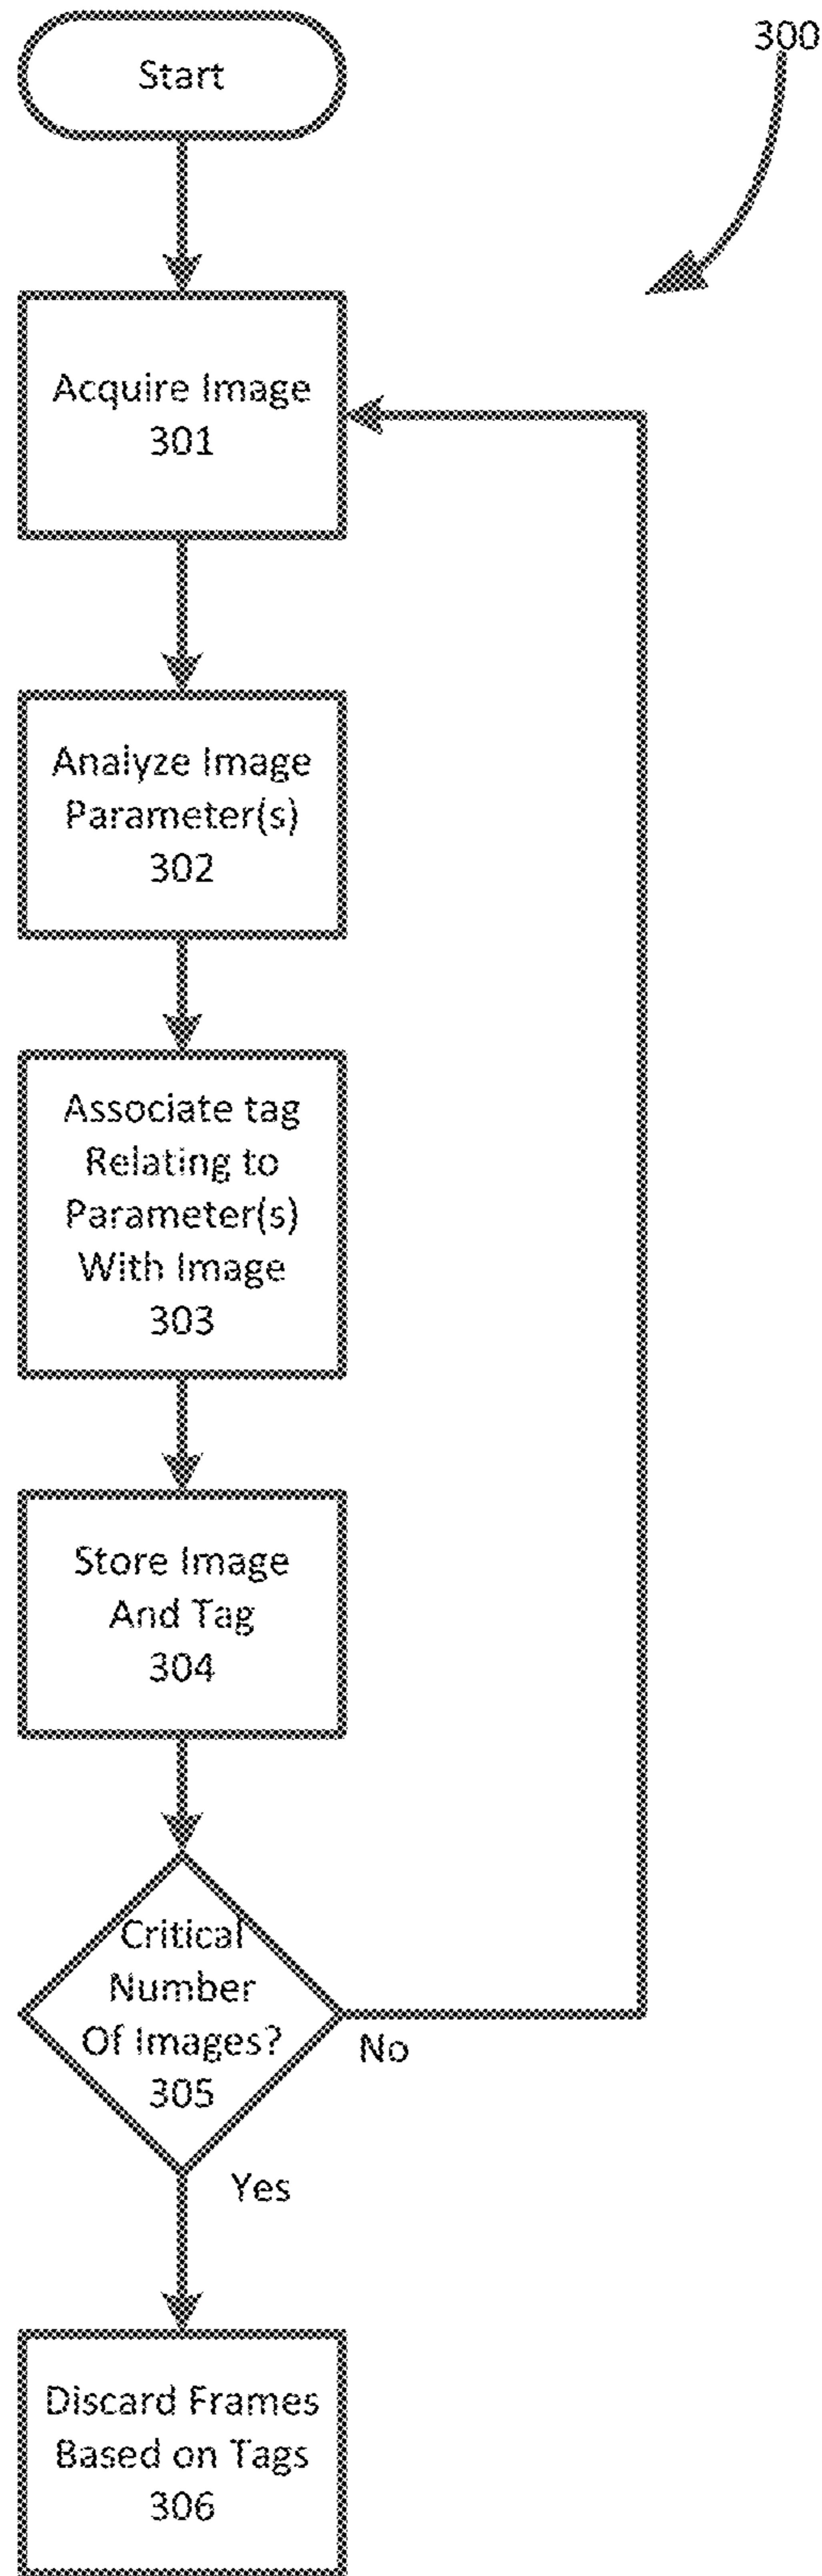 Start
300
Acquire Image
301
Analyze Image
Parameter(s)
302
Associate tag
Relating to
Parameter(s)
With Image
303
Store Image
And Tag
304
Critical
Number
Of Images?
305
No
Yes
Discard Frames
Based on Tags
306